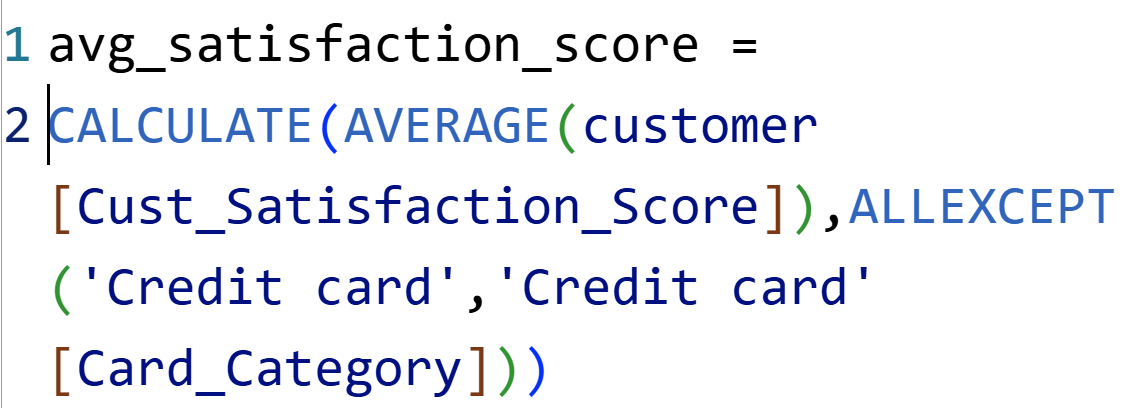 1 avg_satisfaction_score =
2 CALCULATE(AVERAGE(customer
[Cust_Satisfaction_Score]),ALLEXCEPT
('Credit card','Credit card'
[Card_Category]))